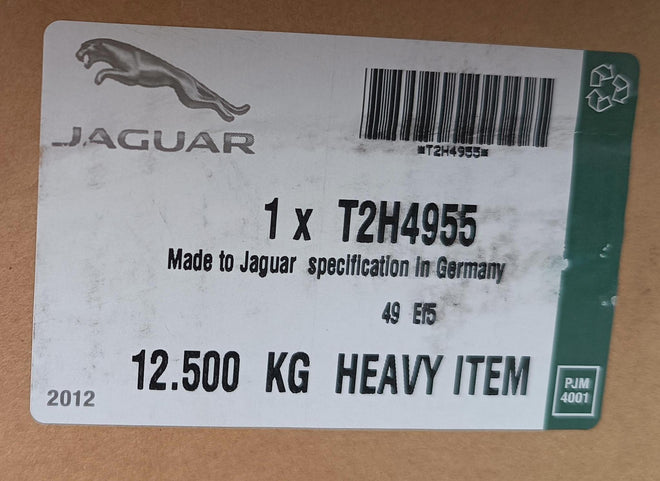 JAGUAR
*T2H4955*
1 x T2H4955
Made to Jaguar specification in Germany
49 Ef5
12.500 KG HEAVY ITEM
2012
PJM
4001